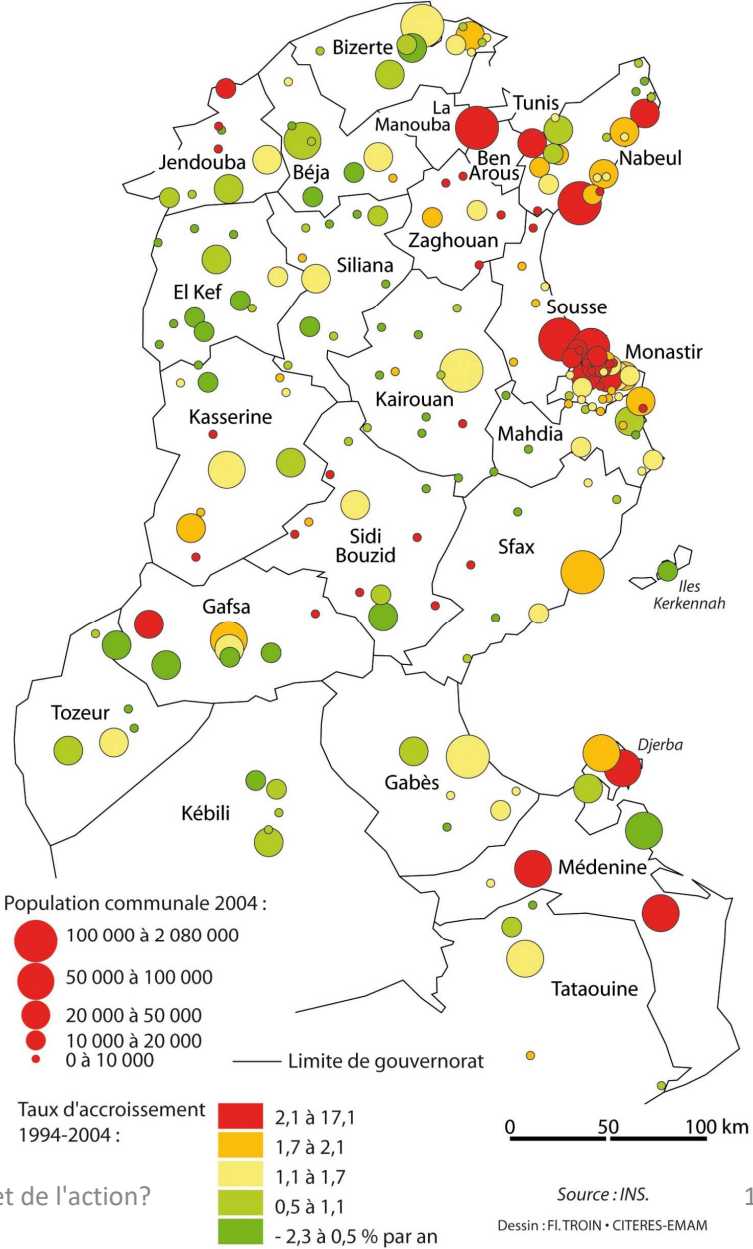 Bizerte
Tunis
La
Manouba
Ben
Arous
Nabeul
Jendouba
Béja
Zaghouan
Siliana
El Kef
Sousse
Monastir
Kairouan
Kasserine
Mahdia
Sidi
Bouzid
Sfax
Iles
Kerkennah
Gafsa
Tozeur
Djerba
Gabès
Kébili
Médenine
Tataouine
Population communale 2004 :
100 000 à 2 080 000
50 000 à 100 000
20 000 à 50 000
10 000 à 20 000
0 à 10 000
Limite de gouvernorat
Taux d'accroissement
1994-2004 :
2,1 à 17,1
1,7 à 2,1
1,1 à 1,7
0,5 à 1,1
- 2,3 à 0,5 % par an
0 50 100 km
et de l'action?
Source : INS.
1
Dessin : Fl. TROIN • CITERES-EMAM